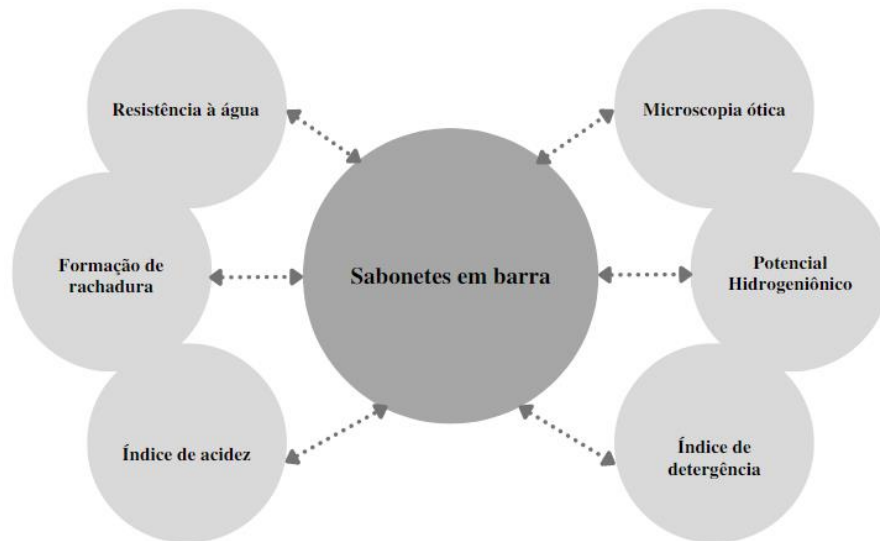 Resistência à água
Microscopia ótica
Formação de
rachadura
Sabonetes em barra
Potencial
Hidrogeniônico
Índice de acidez
Índice de
detergência